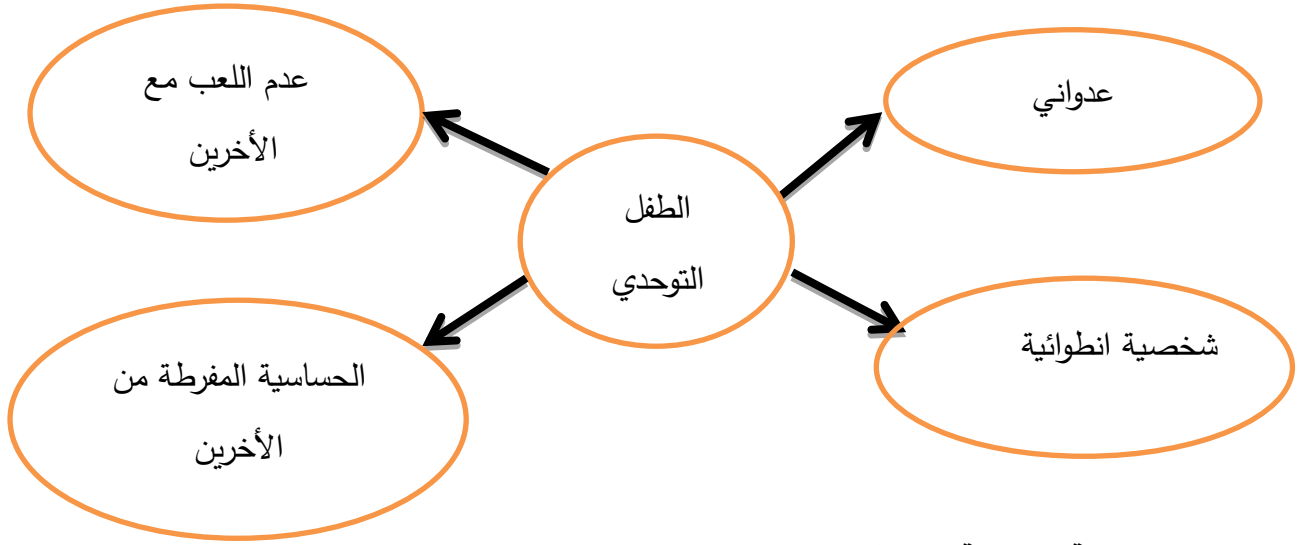 عدواني
عدم اللعب مع
الأخرين
الطفل
التوحدي
شخصية انطوائية
الحساسية المفرطة من
الأخرين